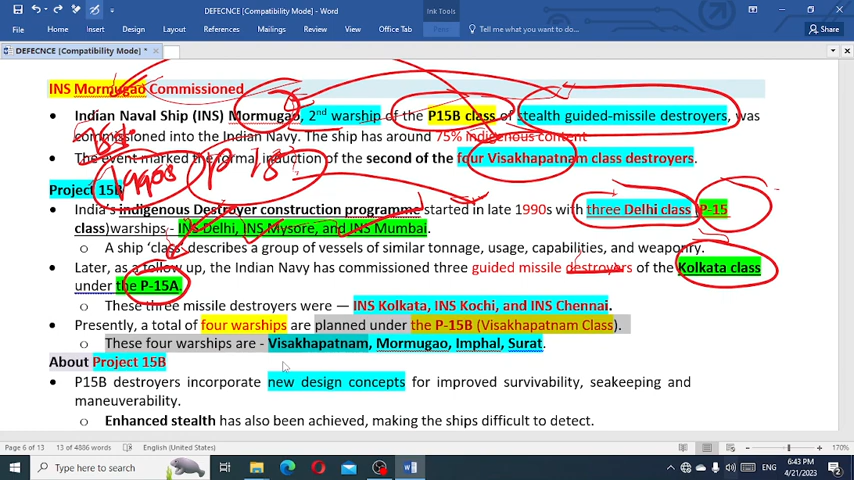 DEFECNCE [Compatibility Mode] - Word
Ink Tools
File Home Insert Draw Design Layout References Mailings Review View Help Office Tab Print Tell me what you want to do Share
DEFECNCE [Compatibility Mode] *
INS Mormugao Commissioned
• Indian Naval Ship (INS) Mormugao, 2nd warship of the P15B class of stealth guided-missile destroyers, was
commissioned into the Indian Navy. The ship has around 75% indigenous content
• The event marked the formal induction of the second of the four Visakhapatnam class destroyers.
1990s P 15
Project 15B
• India's indigenous Destroyer construction programme started in late 1990s with three Delhi class (P-15
class)warships - INS Delhi, INS Mysore, and INS Mumbai.
o A ship 'class' describes a group of vessels of similar tonnage, usage, capabilities, and weaponry.
• Later, as a follow up, the Indian Navy has commissioned three guided missile destroyers of the Kolkata class
under the P-15A.
o These three missile destroyers were — INS Kolkata, INS Kochi, and INS Chennai.
• Presently, a total of four warships are planned under the P-15B (Visakhapatnam Class).
o These four warships are - Visakhapatnam, Mormugao, Imphal, Surat.
About Project 15B
• P15B destroyers incorporate new design concepts for improved survivability, seakeeping and
maneuverability.
o Enhanced stealth has also been achieved, making the ships difficult to detect.
Page 6 of 13 13 of 4886 words English (United States) 170%
Type here to search ENG 6:43 PM
4/21/2023